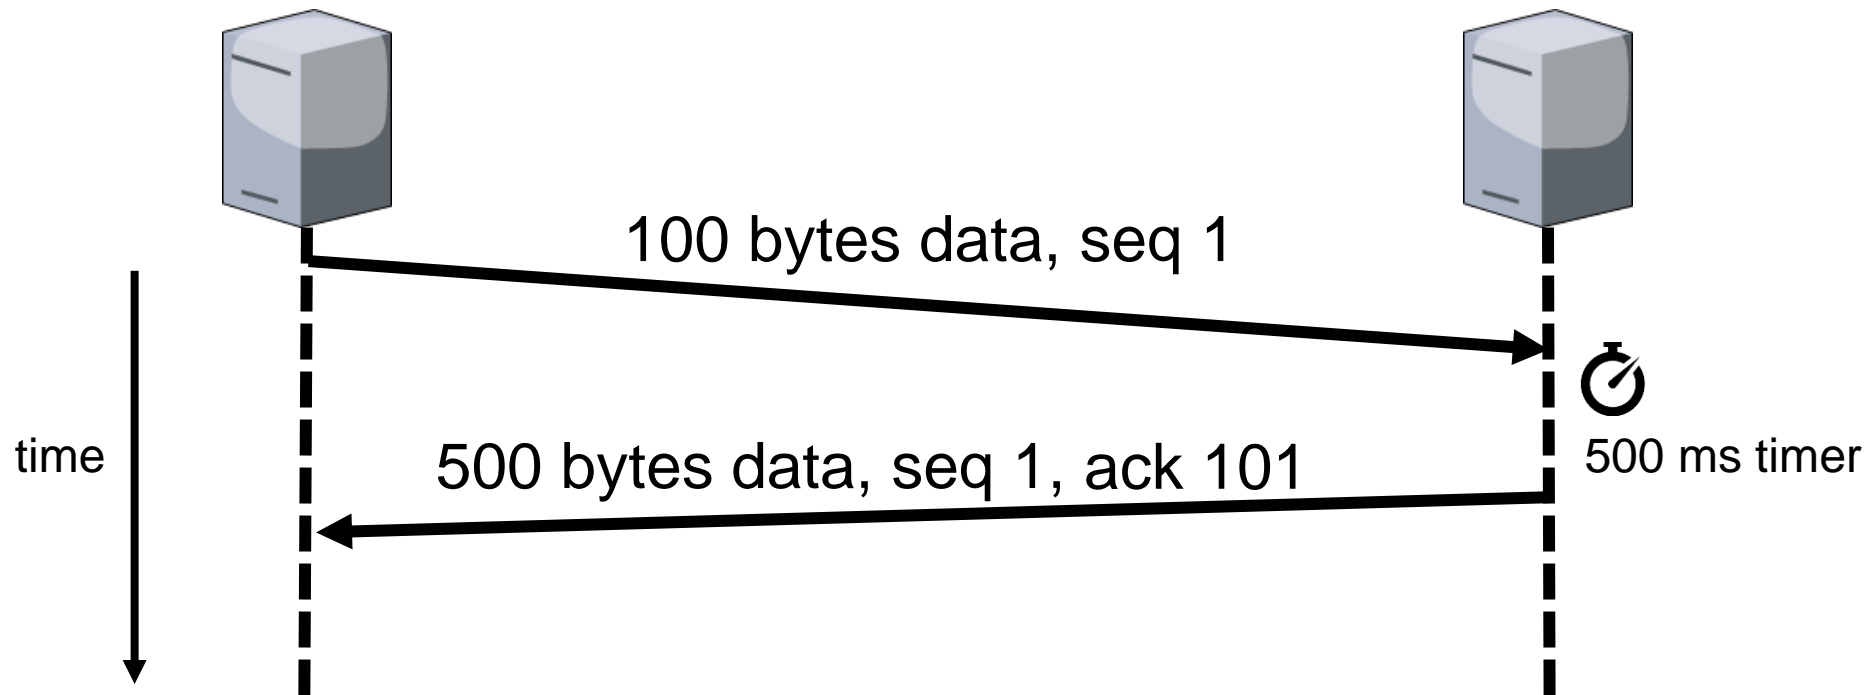 100 bytes data, seq 1
500 bytes data, seq 1, ack 101
time
500 ms timer